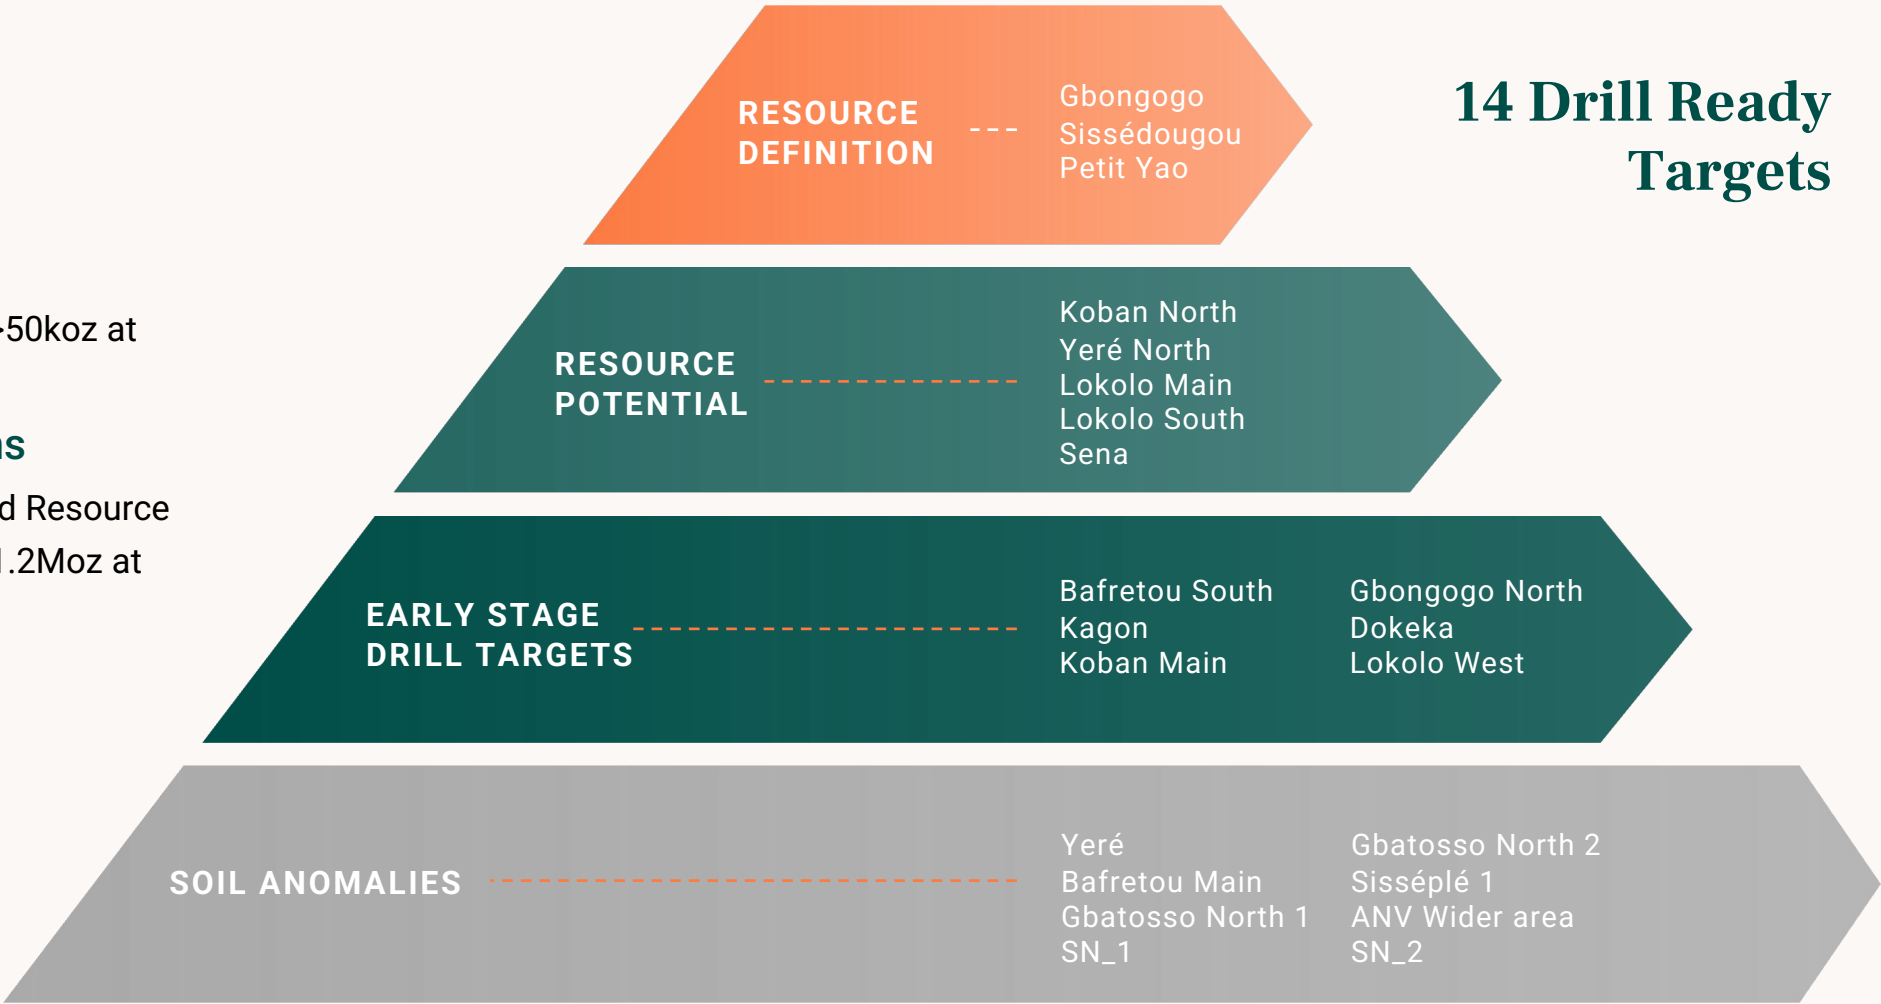 14 Drill Ready
Targets
RESOURCE
DEFINITION
Gbongogo
Sissédougou
Petit Yao
>50koz at
RESOURCE
POTENTIAL
Koban North
Yeré North
Lokolo Main
Lokolo South
Sena
Resource
1.2Moz at
EARLY STAGE
DRILL TARGETS
Bafretou South
Kagon
Koban Main
Gbongogo North
Dokeka
Lokolo West
SOIL ANOMALIES
Yeré
Bafretou Main
Gbatosso North 1
SN_1
Gbatosso North 2
Sisséplé 1
ANV Wider area
SN_2